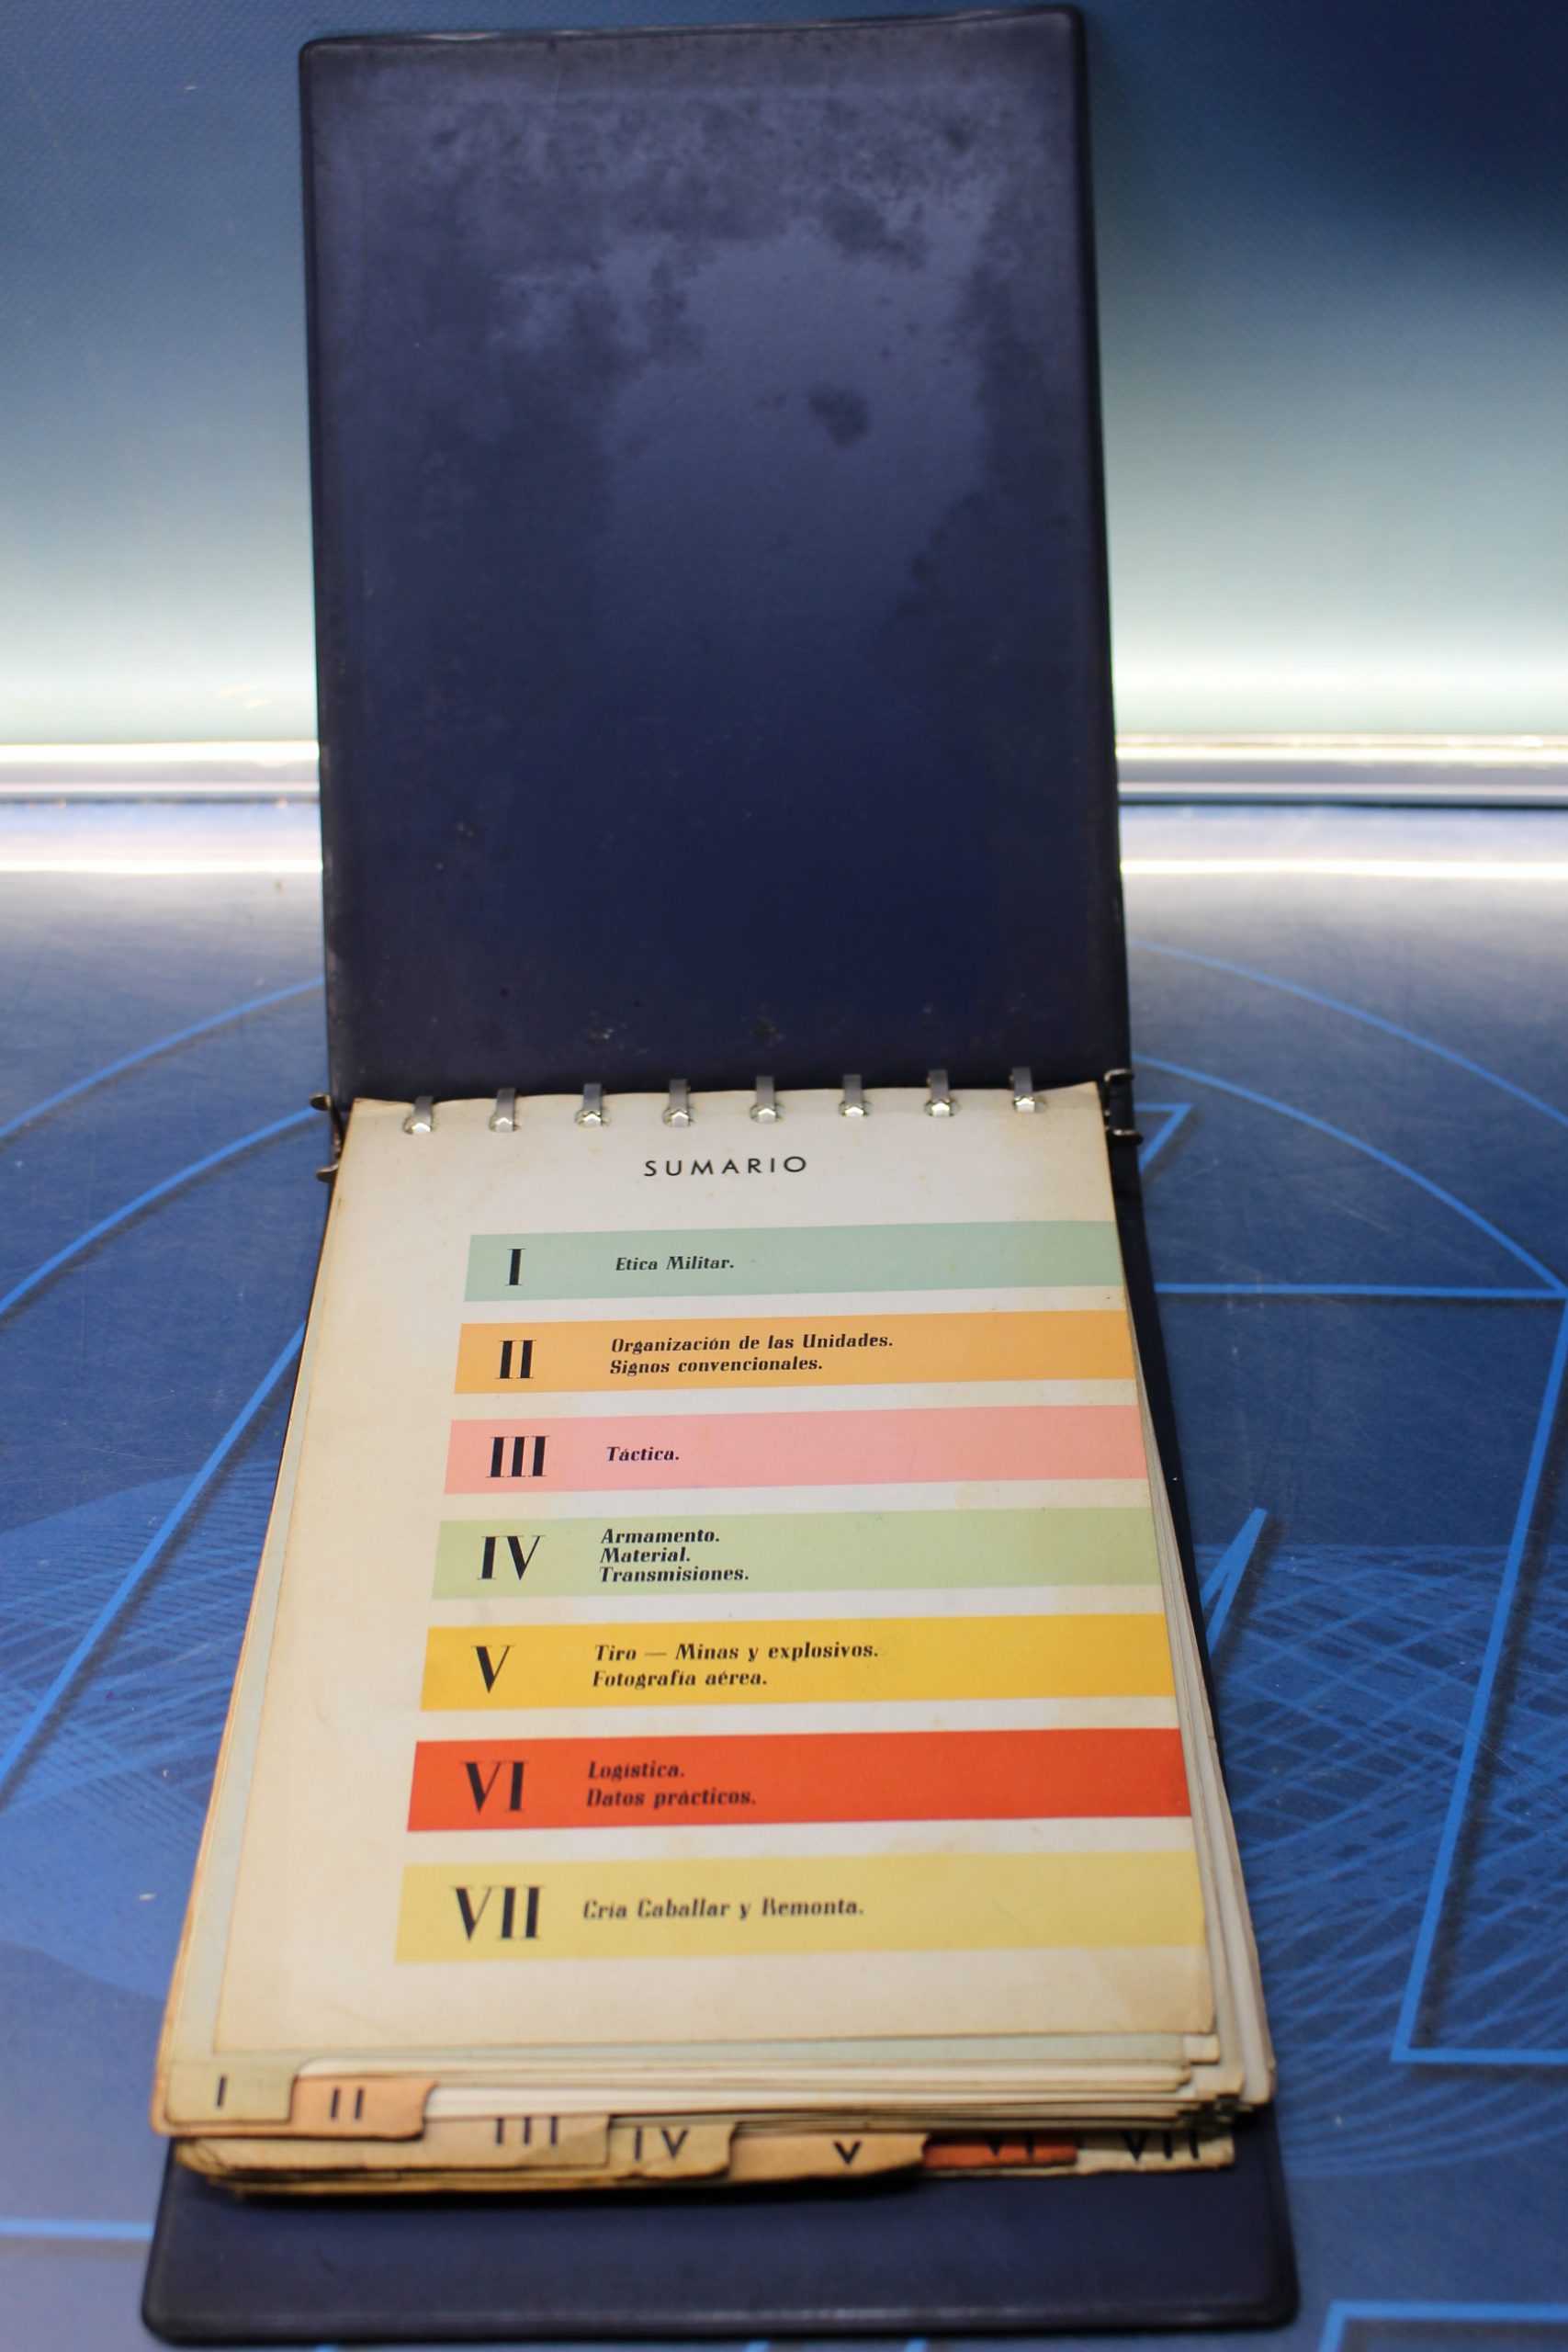 SUMARIO
I Etica Militar.
II Organización de las Unidades.
Signos convencionales.
III Táctica.
IV Armamento.
Material.
Transmisiones.
V Tiro — Minas y explosivos.
Fotografía aérea.
VI Logística.
Datos prácticos.
VII Cría Caballar y Remonta.
I II III IV V VI VII